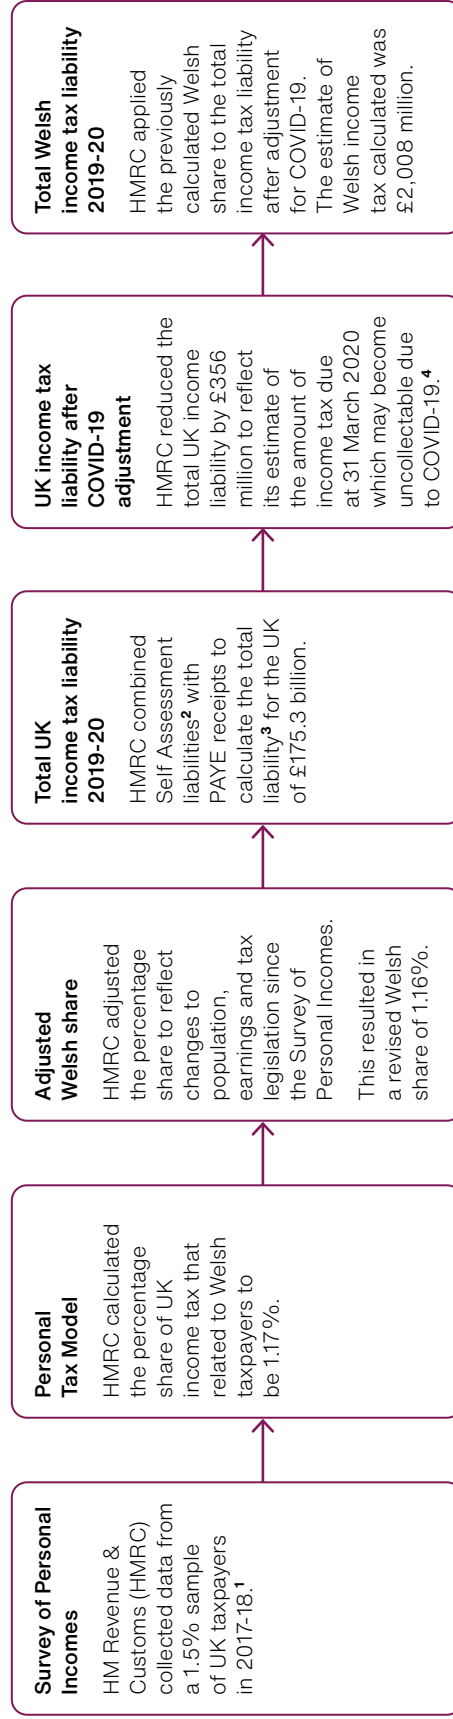 Survey of Personal
Incomes
HM Revenue &
Customs (HMRC)
collected data from
a 1.5% sample
of UK taxpayers
in 2017-18.1
Personal
Tax Model
HMRC calculated
the percentage
share of UK
income tax that
related to Welsh
taxpayers to
be 1.17%.
Adjusted
Welsh share
HMRC adjusted
the percentage
share to reflect
changes to
population,
earnings and tax
legislation since
the Survey of
Personal Incomes.
This resulted in
a revised Welsh
share of 1.16%.
Total UK
income tax liability
2019-20
HMRC combined
Self Assessment
liabilities2 with
PAYE receipts to
calculate the total
liability3 for the UK
of £175.3 billion.
UK income tax
liability after
COVID-19
adjustment
HMRC reduced the
total UK income
liability by £356
million to reflect
its estimate of
the amount of
income tax due
at 31 March 2020
which may become
uncollectable due
to COVID-19.4
Total Welsh
income tax liability
2019-20
HMRC applied
the previously
calculated Welsh
share to the total
income tax liability
after adjustment
for COVID-19.
The estimate of
Welsh income
tax calculated was
£2,008 million.